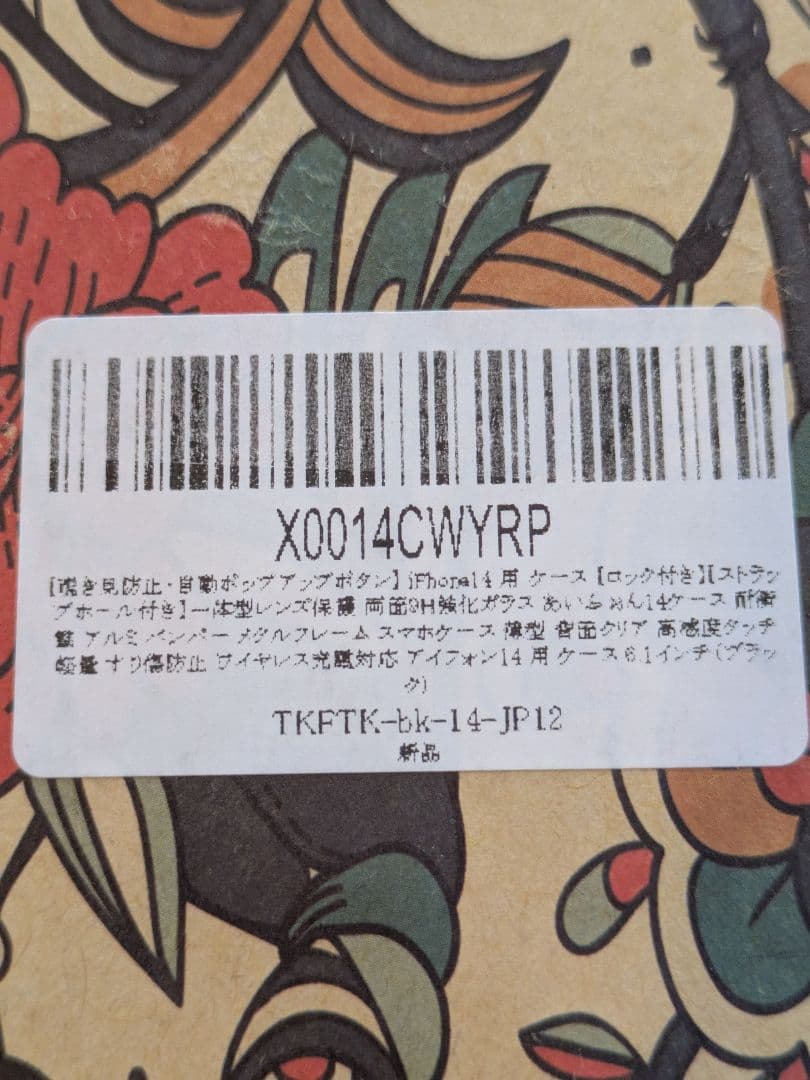 X0014CWYRP
【覗き見防止・自動ポップアップボタン】iPhone14 用 ケース【ロック付き】【ストラッ
プホール付き】一体型レンズ保護 両面9H強化ガラス あいふぉん14ケース 耐衝
撃 アルミ バンパー メタルフレーム スマホケース 薄型 背面クリア 高感度タッチ
軽量 すり傷防止 ワイヤレス充電対応 アイフォン14 用 ケース 6.1インチ（ブラッ
ク）
TKFTK-bk-14-JP12
新品